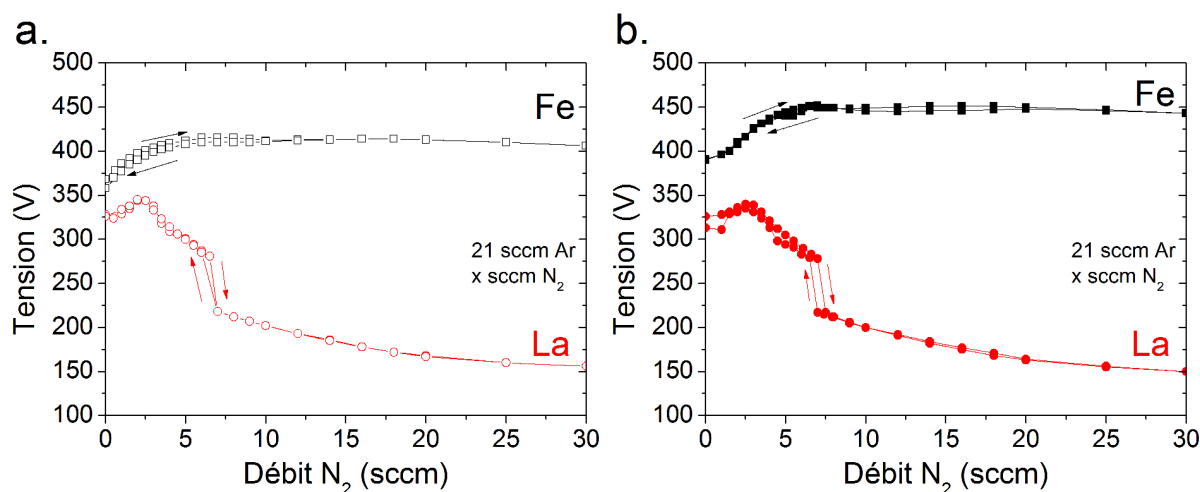 a.
500
450
400
350
300
250
200
150
100
Tension (V)
Fe
21 sccm Ar
x sccm N₂
La
0 5 10 15 20 25 30
Débit N₂ (sccm)
b.
500
450
400
350
300
250
200
150
100
Tension (V)
Fe
21 sccm Ar
x sccm N₂
La
0 5 10 15 20 25 30
Débit N₂ (sccm)